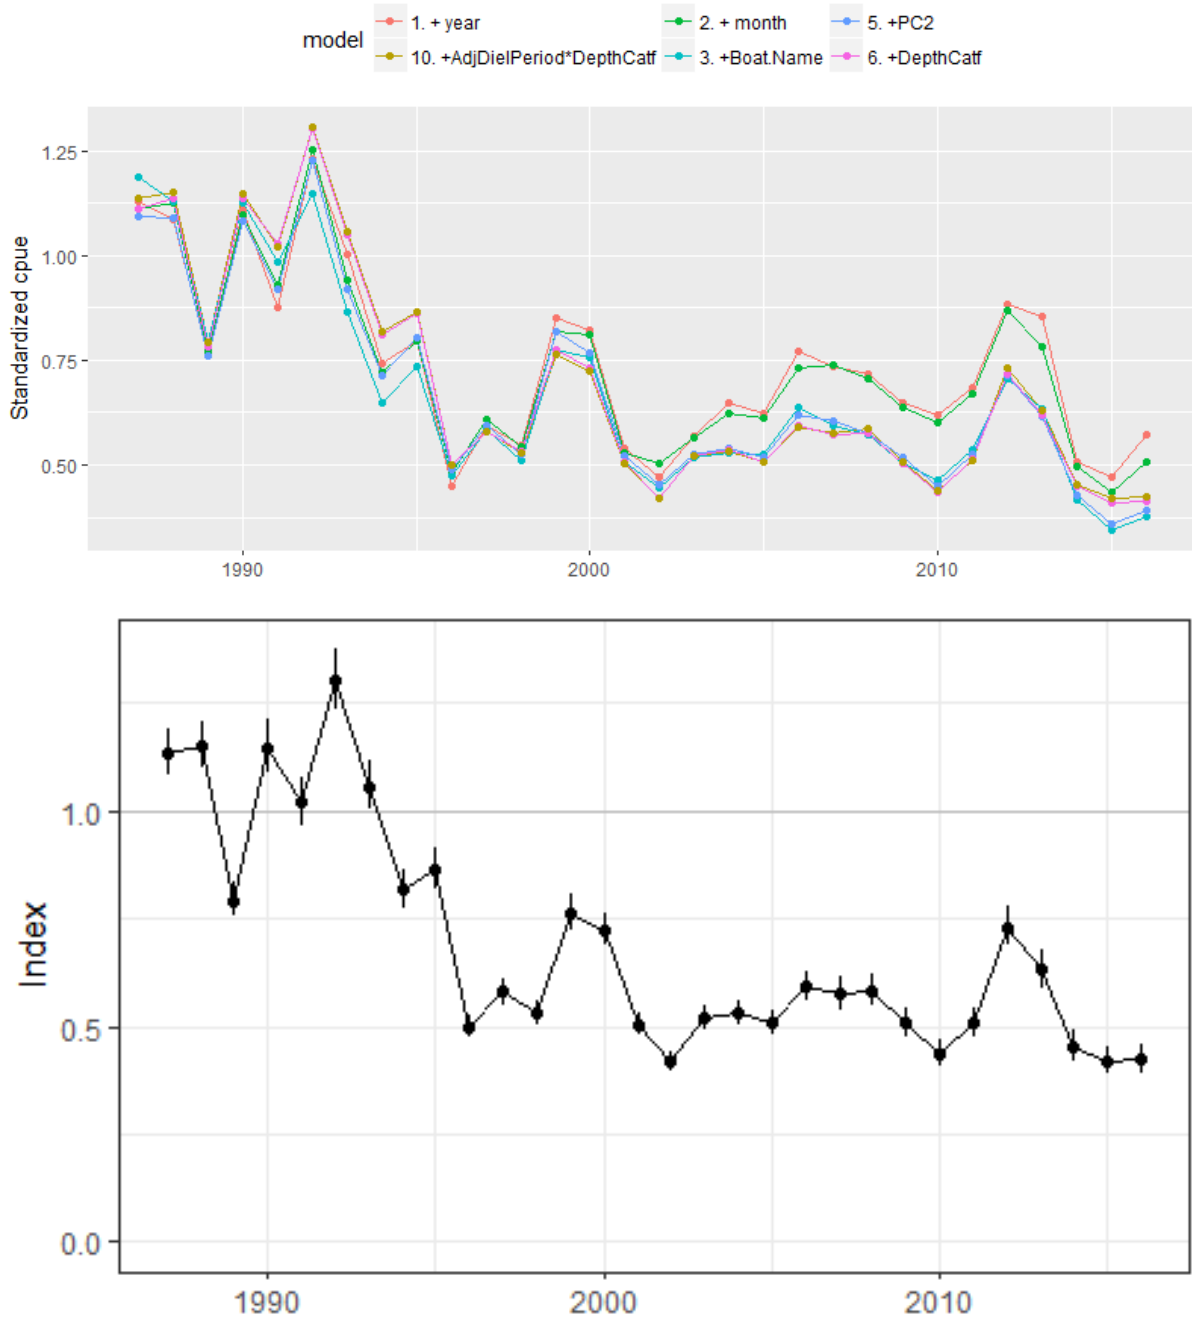 model
1. + year
2. + month
5. +PC2
10. +AdjDielPeriod*DepthCatf
3. +Boat.Name
6. +DepthCatf
Standardized cpue
1.25
1.00
0.75
0.50
1990
2000
2010
Index
1.0
0.5
0.0
1990
2000
2010